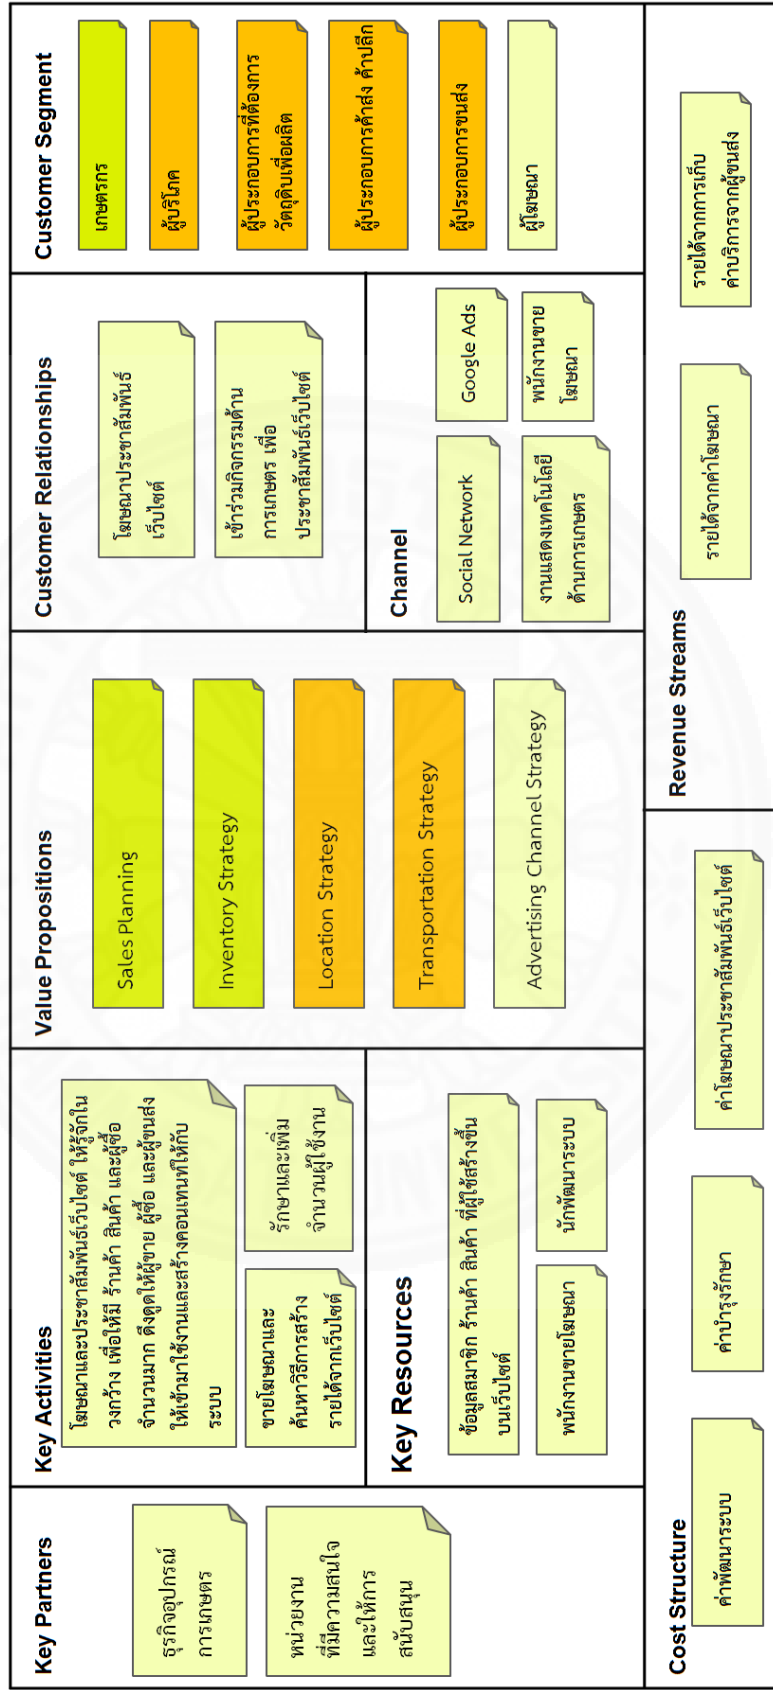 Key Partners
ธุรกิจอุปกรณ์
การเกษตร
หน่วยงาน
ที่มีความสนใจ
และให้การ
สนับสนุน
Key Activities
โฆษณาและประชาสัมพันธ์เว็บไซต์ ให้รู้จักใน
วงกว้าง เพื่อให้มี ร้านค้า สินค้า และผู้ซื้อ
จำนวนมาก ดึงดูดให้ผู้ขาย ผู้ซื้อ และผู้ขนส่ง
ให้เข้ามาใช้งานและสร้างคอนเทนท์ให้กับ
ระบบ
ขายโฆษณาและ
ค้นหาวิธีการสร้าง
รายได้จากเว็บไซต์
รักษาและเพิ่ม
จำนวนผู้ใช้งาน
Key Resources
ข้อมูลสมาชิก ร้านค้า สินค้า ที่ผู้ใช้สร้างขึ้น
บนเว็บไซต์
พนักงานขายโฆษณา
นักพัฒนาระบบ
Value Propositions
Sales Planning
Inventory Strategy
Location Strategy
Transportation Strategy
Advertising Channel Strategy
Customer Relationships
โฆษณาประชาสัมพันธ์
เว็บไซต์
เข้าร่วมกิจกรรมด้าน
การเกษตร เพื่อ
ประชาสัมพันธ์เว็บไซต์
Channel
Social Network
Google Ads
งานแสดงเทคโนโลยี
ด้านการเกษตร
พนักงานขาย
โฆษณา
Customer Segment
เกษตรกร
ผู้บริโภค
ผู้ประกอบการที่ต้องการ
วัตถุดิบเพื่อผลิต
ผู้ประกอบการค้าส่ง ค้าปลีก
ผู้ประกอบการขนส่ง
ผู้โฆษณา
Cost Structure
ค่าพัฒนาระบบ
ค่าบำรุงรักษา
ค่าโฆษณาประชาสัมพันธ์เว็บไซต์
Revenue Streams
รายได้จากค่าโฆษณา
รายได้จากการเก็บ
ค่าบริการจากผู้ขนส่ง